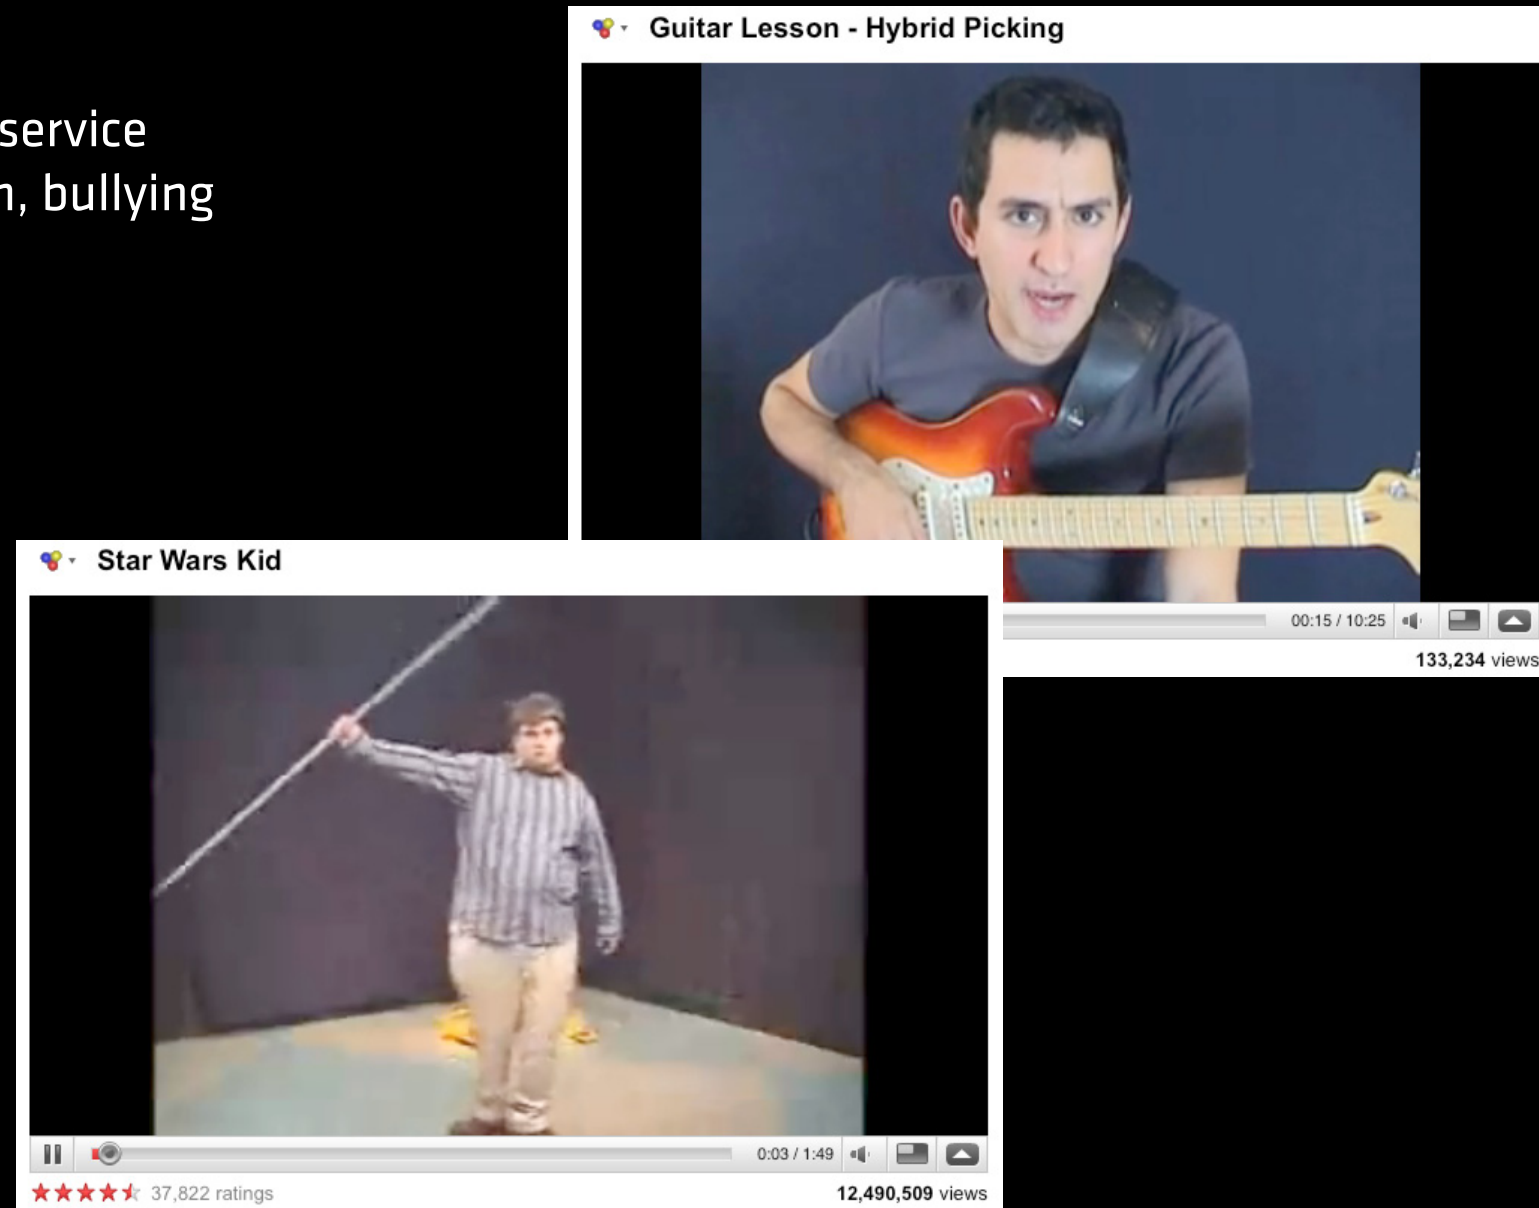 Guitar Lesson - Hybrid Picking
service
, bullying
Star Wars Kid
00:15 / 10:25
133,234 views
0:03 / 1:49
37,822 ratings
12,490,509 views